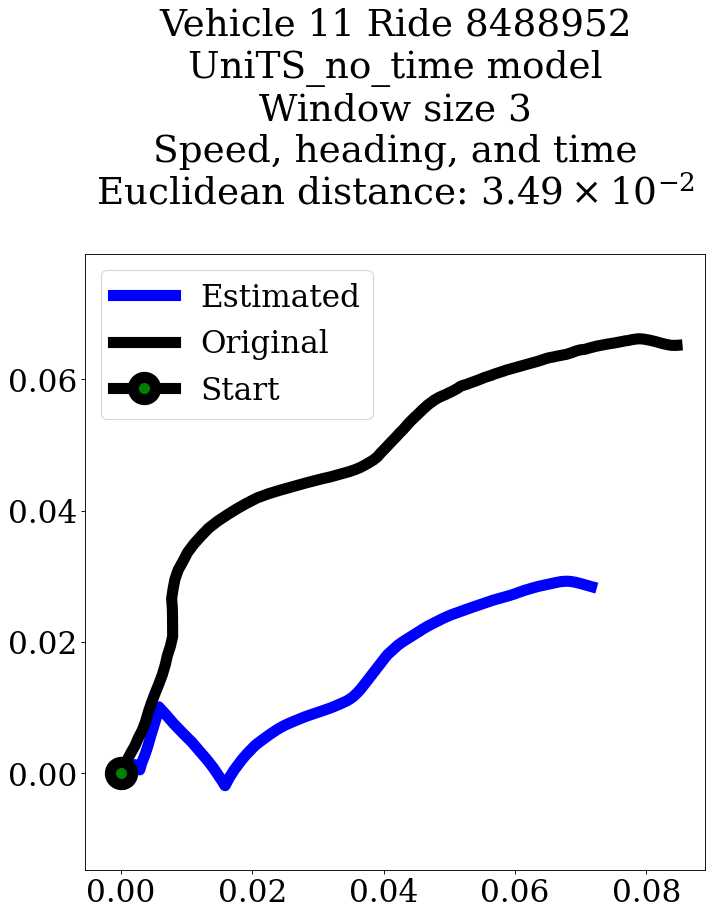 Vehicle 11 Ride 8488952
UniTS_no_time model
Window size 3
Speed, heading, and time
Euclidean distance: 3.49 × 10⁻²
Estimated
Original
Start
0.06
0.04
0.02
0.00
0.00 0.02 0.04 0.06 0.08